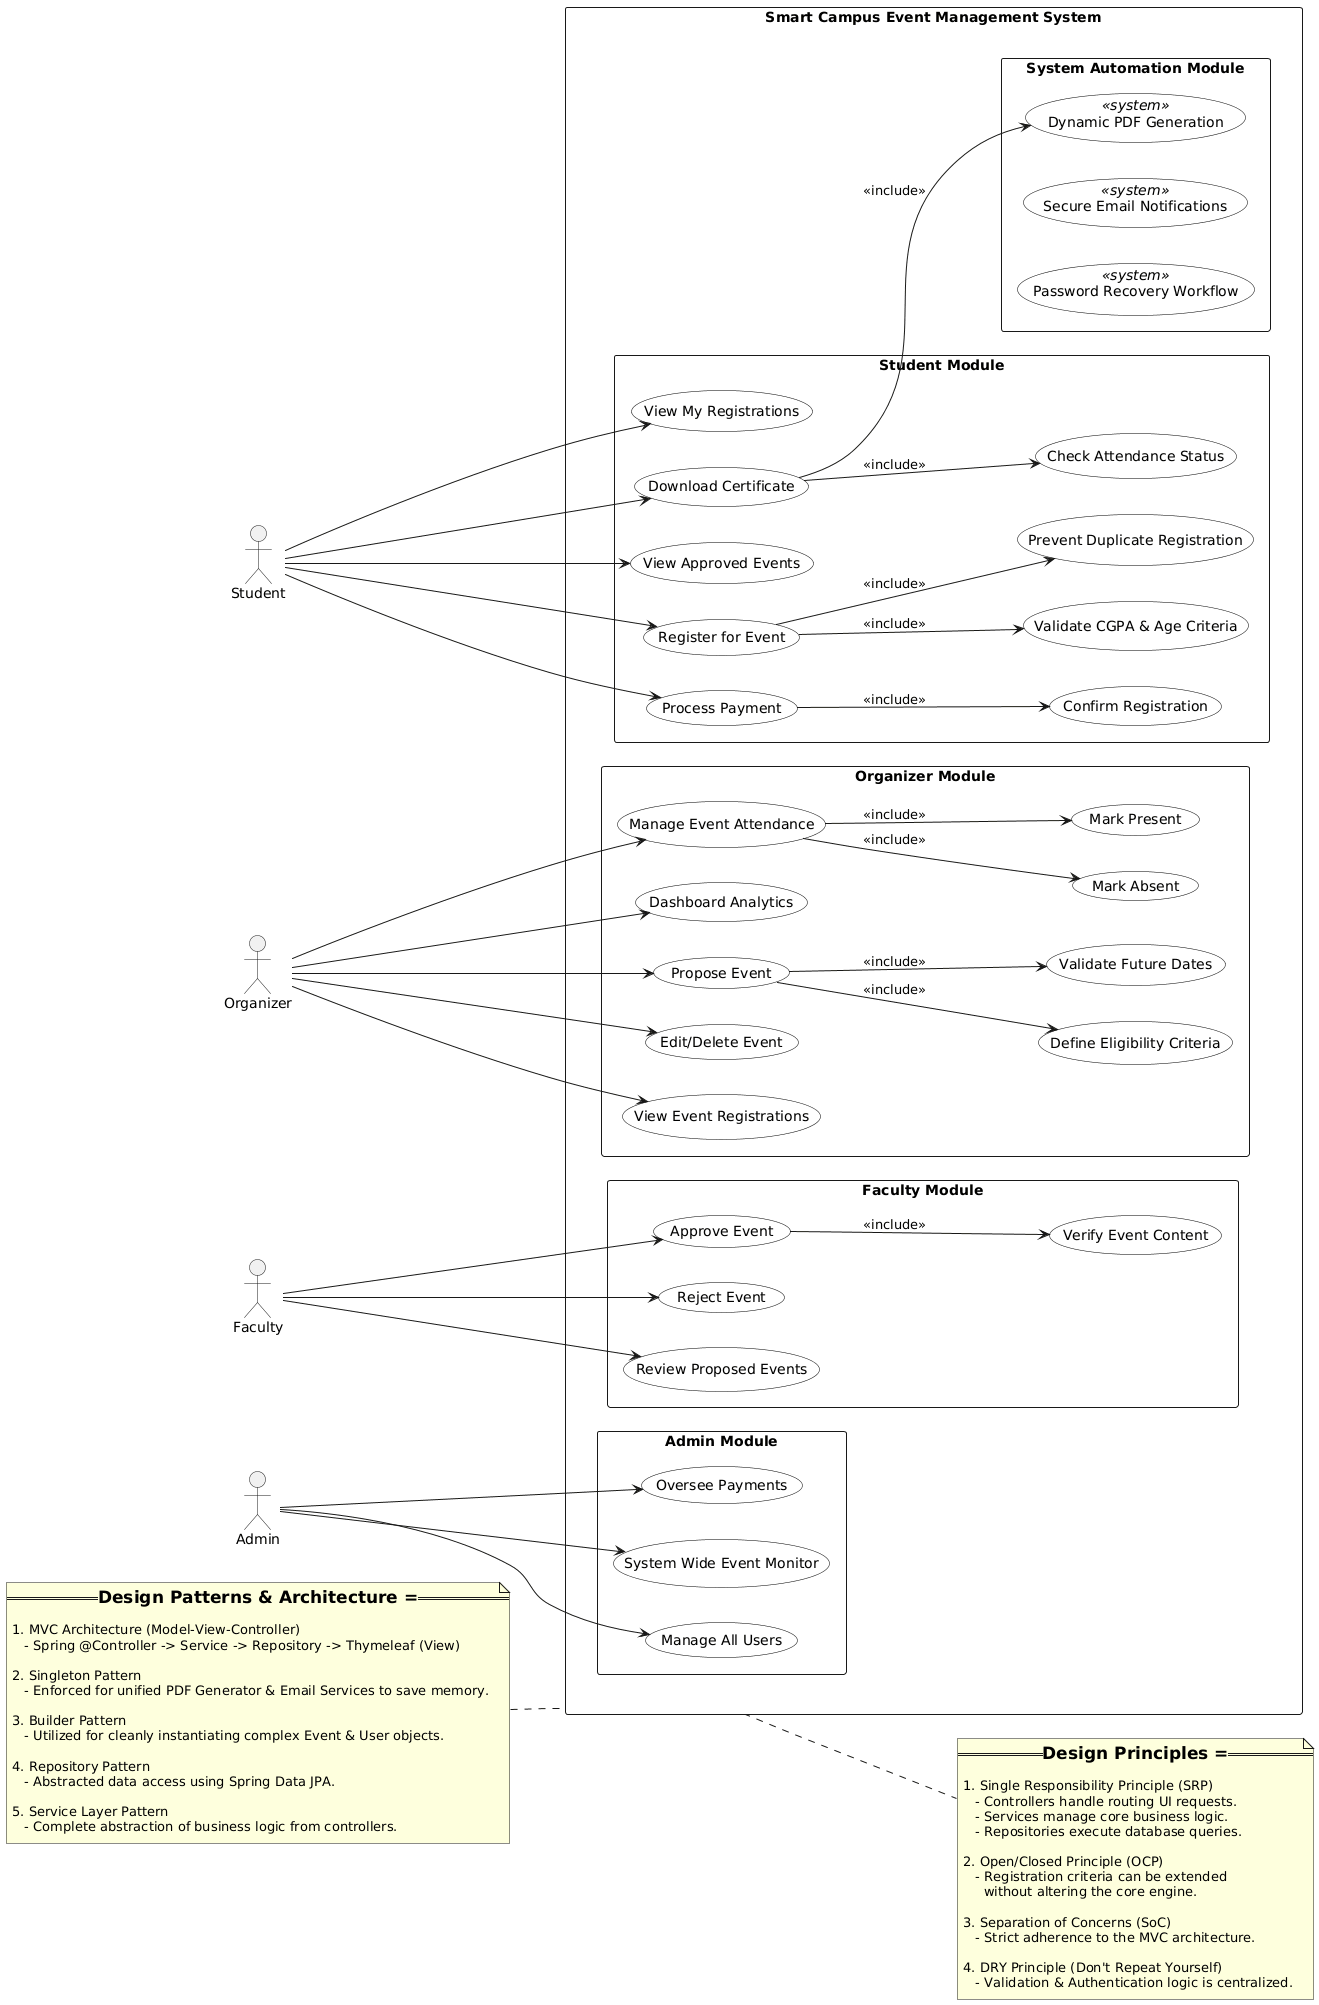 Smart Campus Event Management System
System Automation Module
«system»
Dynamic PDF Generation
«include»
«system»
Secure Email Notifications
«system»
Password Recovery Workflow
Student Module
View My Registrations
Download Certificate
«include»
Check Attendance Status
View Approved Events
Prevent Duplicate Registration
«include»
Register for Event
«include»
Validate CGPA & Age Criteria
Process Payment
«include»
Confirm Registration
Student
Organizer Module
Manage Event Attendance
«include»
Mark Present
«include»
Mark Absent
Dashboard Analytics
Propose Event
«include»
Validate Future Dates
«include»
Define Eligibility Criteria
Edit/Delete Event
View Event Registrations
Organizer
Faculty Module
Approve Event
«include»
Verify Event Content
Reject Event
Review Proposed Events
Faculty
Admin Module
Oversee Payments
System Wide Event Monitor
Manage All Users
Admin
Design Patterns & Architecture =
1. MVC Architecture (Model-View-Controller)
- Spring @Controller -> Service -> Repository -> Thymeleaf (View)
2. Singleton Pattern
- Enforced for unified PDF Generator & Email Services to save memory.
3. Builder Pattern
- Utilized for cleanly instantiating complex Event & User objects.
4. Repository Pattern
- Abstracted data access using Spring Data JPA.
5. Service Layer Pattern
- Complete abstraction of business logic from controllers.
Design Principles =
1. Single Responsibility Principle (SRP)
- Controllers handle routing UI requests.
- Services manage core business logic.
- Repositories execute database queries.
2. Open/Closed Principle (OCP)
- Registration criteria can be extended
without altering the core engine.
3. Separation of Concerns (SoC)
- Strict adherence to the MVC architecture.
4. DRY Principle (Don't Repeat Yourself)
- Validation & Authentication logic is centralized.